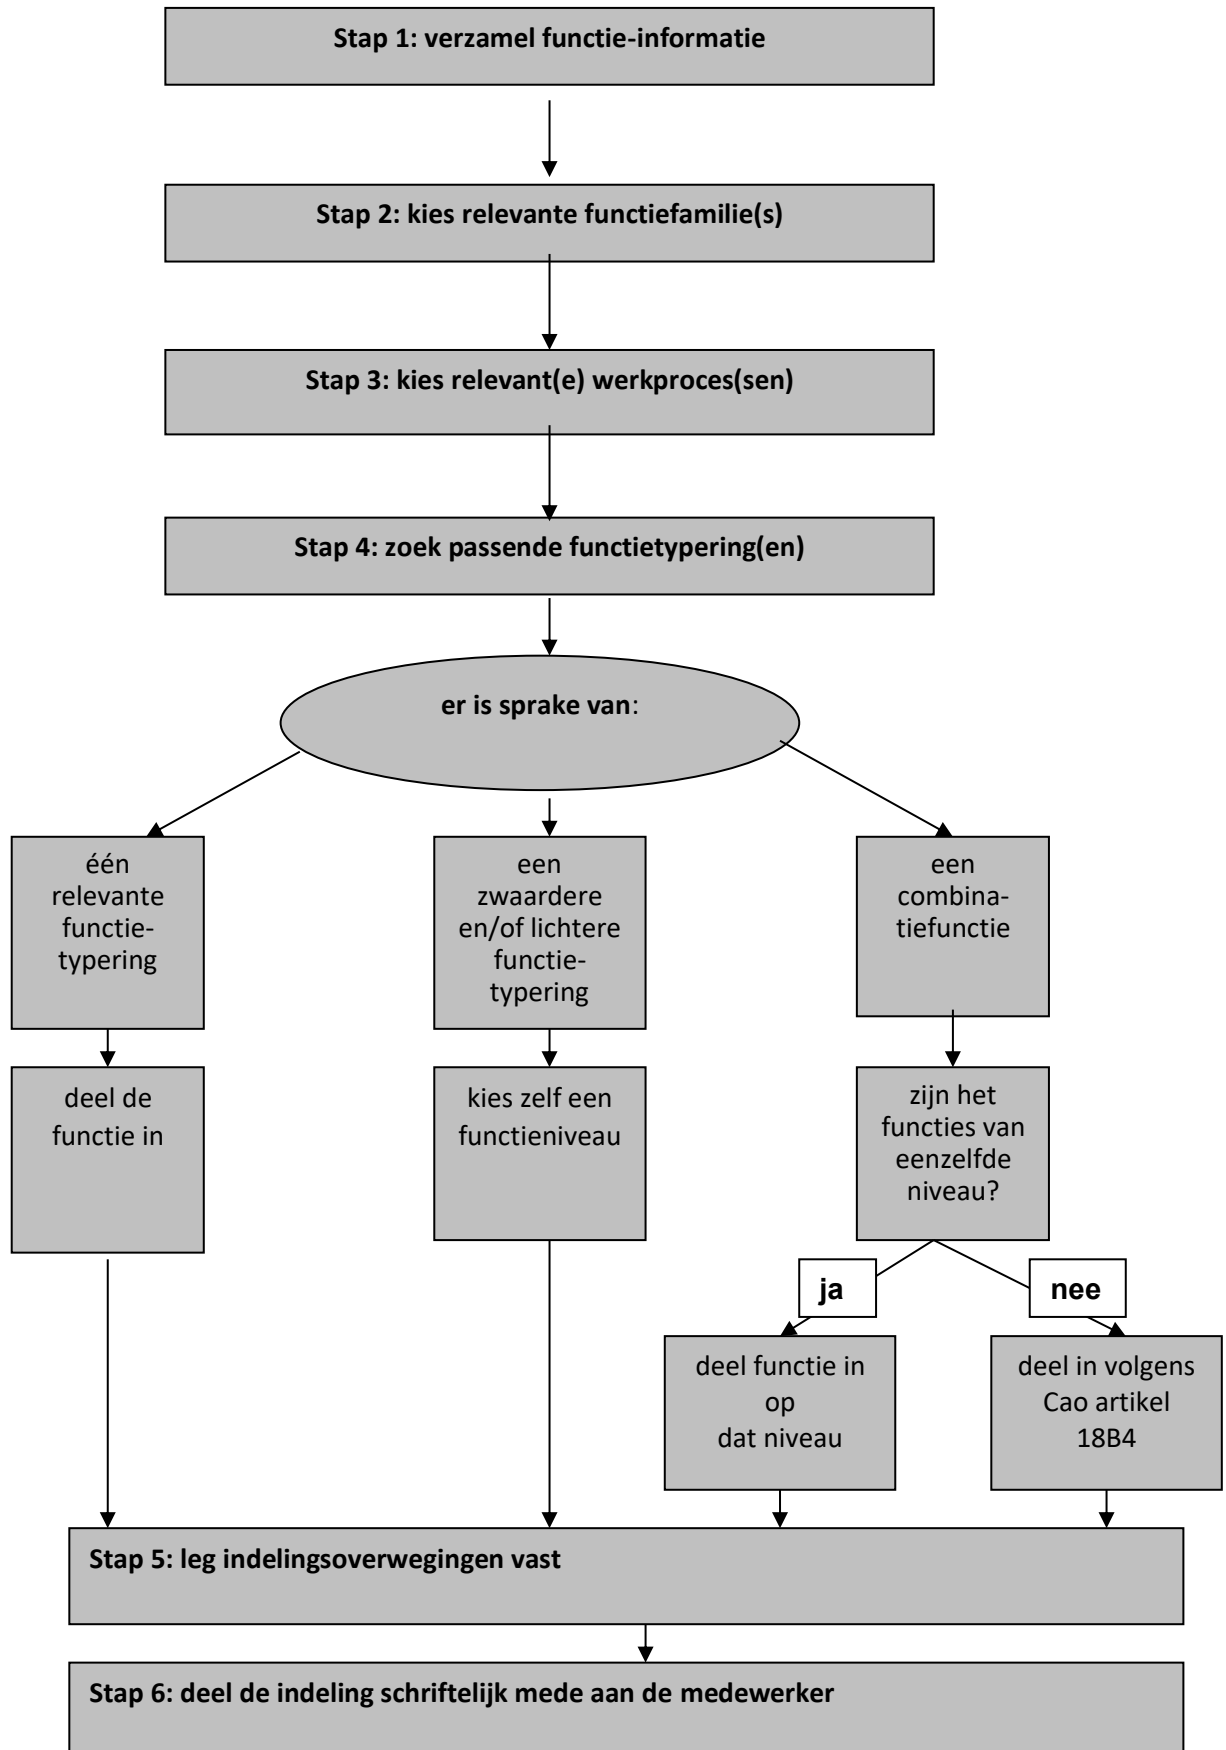 Stap 1: verzamel functie-informatie
Stap 2: kies relevante functiefamilie(s)
Stap 3: kies relevant(e) werkproces(sen)
Stap 4: zoek passende functietypering(en)
er is sprake van:
één
relevante
functie-
typering
een
zwaardere
en/of lichtere
functie-
typering
een
combina-
tiefunctie
deel de
functie in
kies zelf een
functieniveau
zijn het
functies van
eenzelfde
niveau?
ja
nee
deel functie in
op
dat niveau
deel in volgens
Cao artikel
18B4
Stap 5: leg indelingsoverwegingen vast
Stap 6: deel de indeling schriftelijk mede aan de medewerker